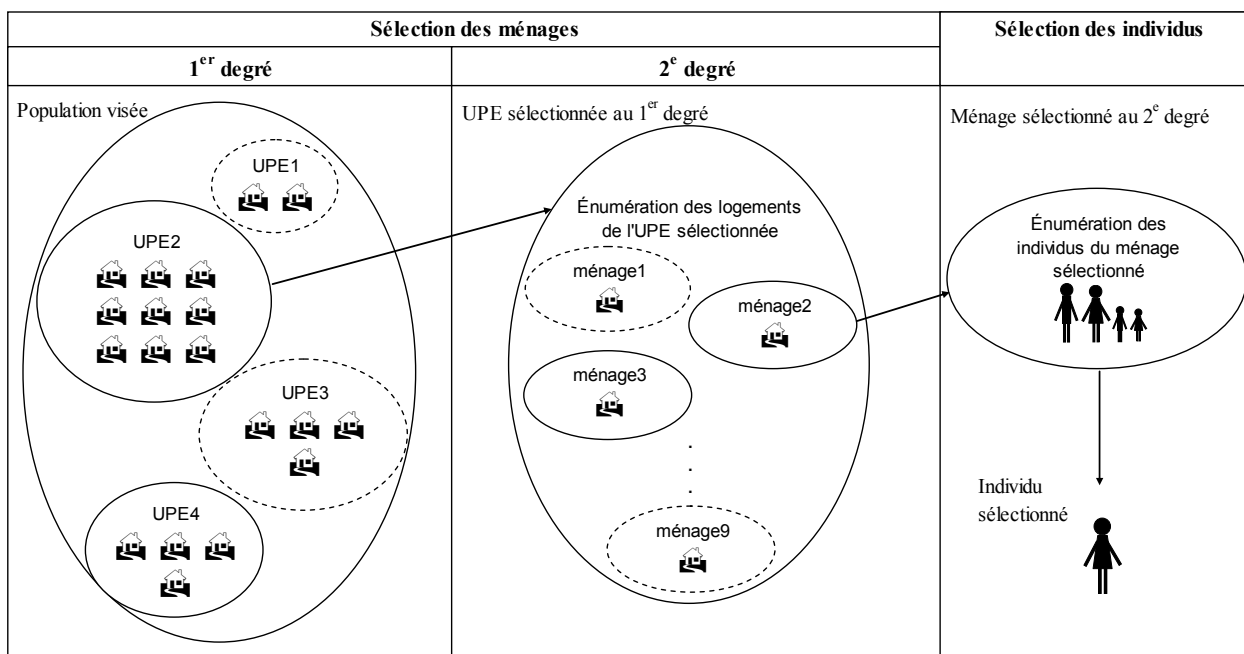 Sélection des ménages
Sélection des individus
1er degré
2e degré
Population visée
UPE1
UPE2
UPE3
UPE4
UPE sélectionnée au 1er degré
Énumération des logements
de l'UPE sélectionnée
ménage1
ménage2
ménage3
.
.
.
ménage9
Ménage sélectionné au 2e degré
Énumération des
individus du ménage
sélectionné
Individu
sélectionné